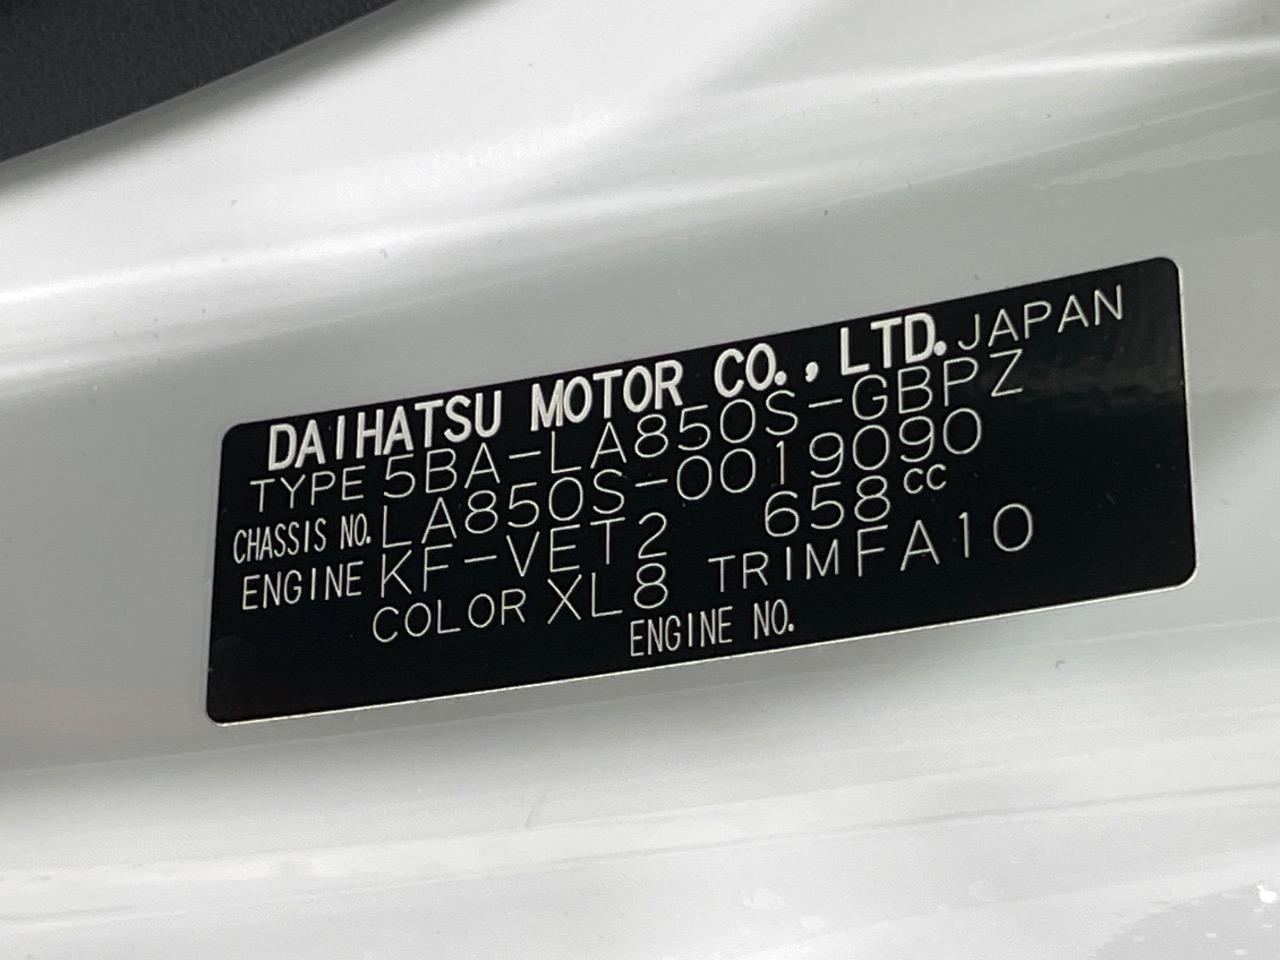 DAIHATSU MOTOR CO., LTD. JAPAN
TYPE 5BA-LA850S-GBPZ
CHASSIS NO. LA850S-0019090
ENGINE KF-VET2 658cc
COLOR XL8 TRIM FA10
ENGINE NO.